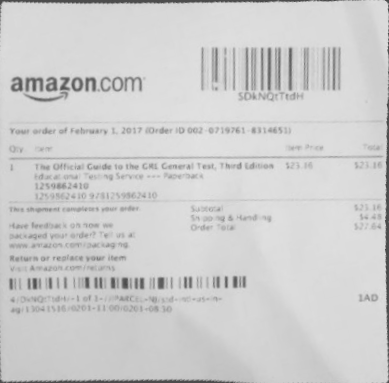 amazon.com
5DkNQtTtdH
Your order of February 1, 2017 (Order ID 002-0719761-8314651)
Qty. Item Item Price Total
1 The Official Guide to the GRE General Test, Third Edition $23.16 $23.16
Educational Testing Service --- Paperback
1259862410
1259862410 9781259862410
This shipment completes your order. Subtotal $23.16
Shipping & Handling $4.48
Have feedback on how we Order Total $27.64
packaged your order? Tell us at
www.amazon.com/packaging.
Return or replace your item
Visit Amazon.com/returns
1AD